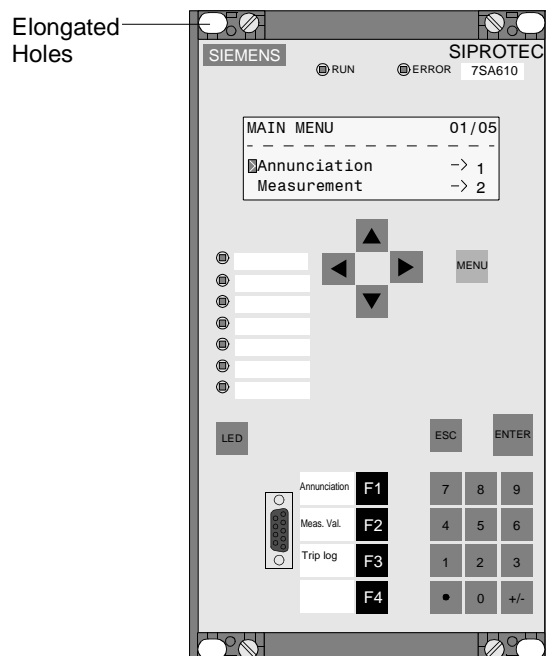 Elongated
Holes
SIEMENS
SIPROTEC
RUN
ERROR
7SA610
MAIN MENU 01/05
Annunciation -> 1
Measurement -> 2
MENU
LED
ESC
ENTER
Annunciation F1
7 8 9
Meas. Val. F2
4 5 6
Trip log F3
1 2 3
F4
• 0 +/-